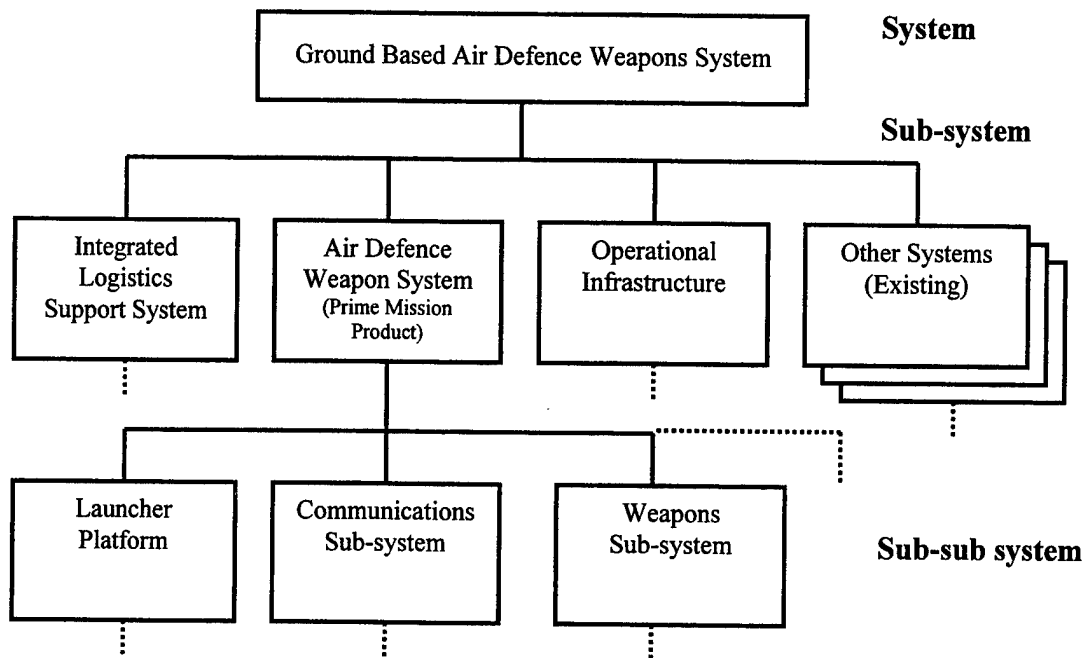 System
Ground Based Air Defence Weapons System
Sub-system
Integrated
Logistics
Support System
Air Defence
Weapon System
(Prime Mission
Product)
Operational
Infrastructure
Other Systems
(Existing)
Launcher
Platform
Communications
Sub-system
Weapons
Sub-system
Sub-sub system